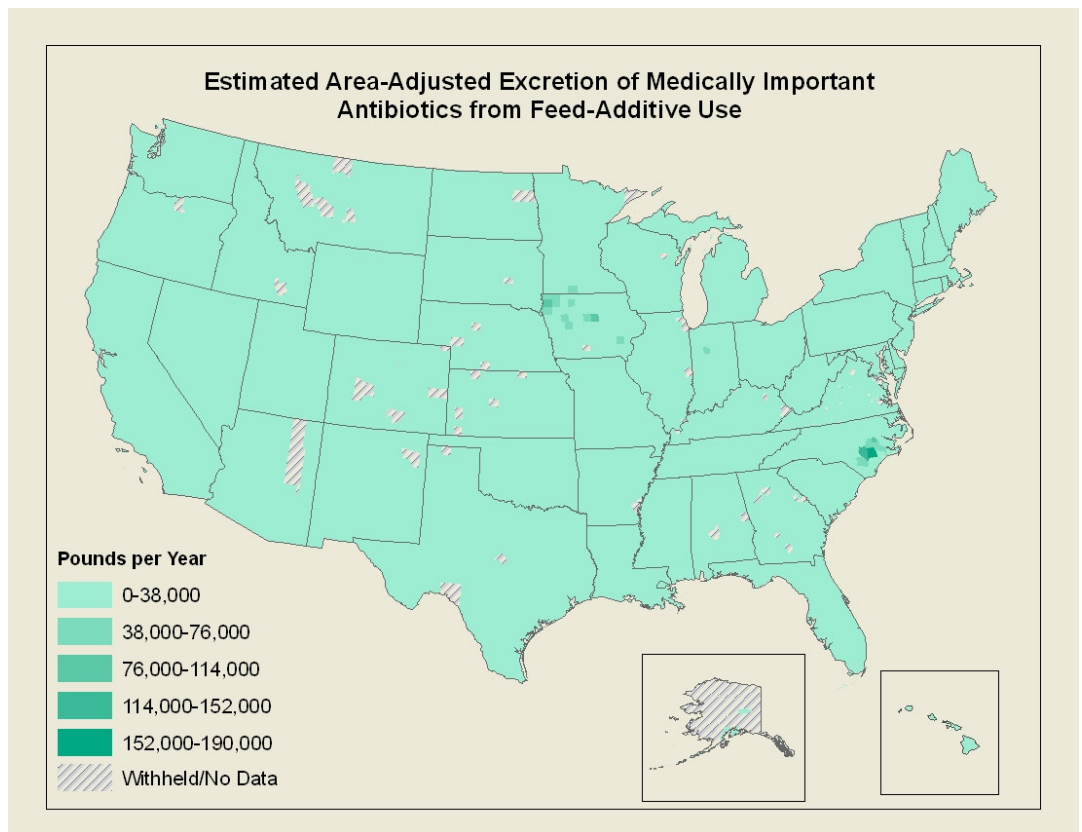 Estimated Area-Adjusted Excretion of Medically Important
Antibiotics from Feed-Additive Use
Pounds per Year
0-38,000
38,000-76,000
76,000-114,000
114,000-152,000
152,000-190,000
Withheld/No Data